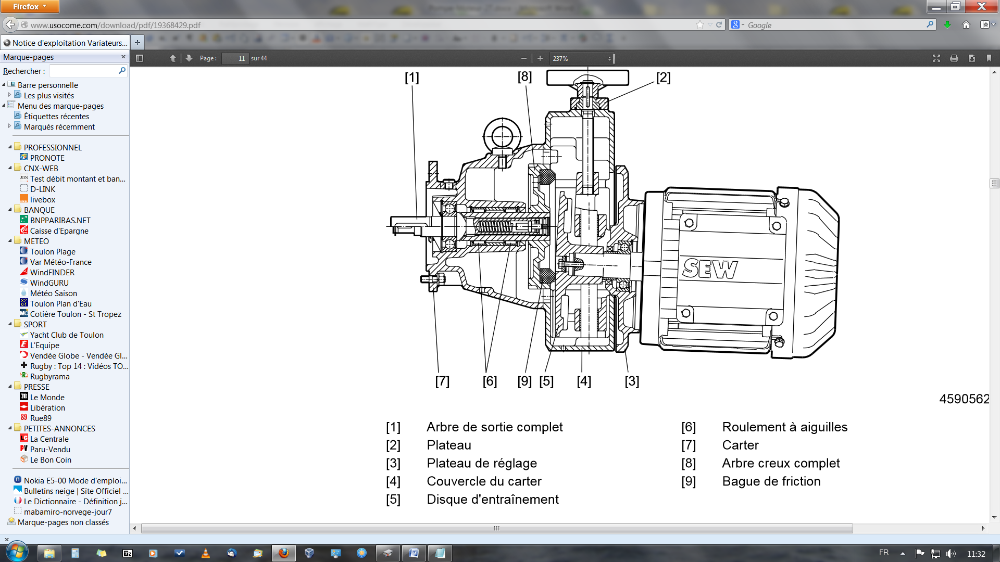 Firefox
www.usocome.com/download/pdf/19368429.pdf
Google
Notice d'exploitation Variateurs...
Marque-pages
Rechercher :
Page :
11
sur 44
237%
Barre personnelle
Les plus visités
Menu des marque-pages
Étiquettes récentes
Marqués récemment
PROFESSIONNEL
PRONOTE
CNX-WEB
Test débit montant et ban...
D-LINK
livebox
BANQUE
BNPPARIBAS.NET
Caisse d'Epargne
METEO
Toulon Plage
Var Météo-France
WindFINDER
WindGURU
Météo Saison
Toulon Plan d'Eau
Cotière Toulon - St Tropez
SPORT
Yacht Club de Toulon
L'Equipe
Vendée Globe - Vendée Gl...
Rugby : Top 14 : Vidéos TO...
Rugbyrama
PRESSE
Le Monde
Libération
Rue89
PETITES-ANNONCES
La Centrale
Paru-Vendu
Le Bon Coin
Nokia E5-00 Mode d'emploi...
Bulletins neige | Site Officiel ...
Le Dictionnaire - Définition j...
mabamiro-norvege-jour7
Marque-pages non classés
[1]
[8]
[2]
SEW
[7]
[6]
[9]
[5]
[4]
[3]
4590562
[1] Arbre de sortie complet
[2] Plateau
[3] Plateau de réglage
[4] Couvercle du carter
[5] Disque d'entraînement
[6] Roulement à aiguilles
[7] Carter
[8] Arbre creux complet
[9] Bague de friction
FR
11:32